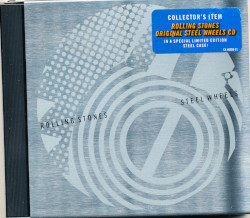 COLLECTOR'S ITEM
ROLLING STONES
ORIGINAL STEEL WHEELS CD
IN A SPECIAL LIMITED EDITION
STEEL CASE!
ROLLING STONES
STEEL WHEELS